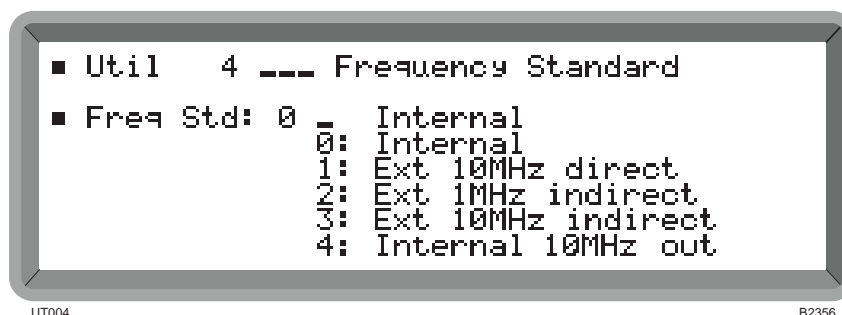 ■ Util 4 ___ Frequency Standard
■ Freq Std: 0 _ Internal
0: Internal
1: Ext 10MHz direct
2: Ext 1MHz indirect
3: Ext 10MHz indirect
4: Internal 10MHz out
UT004 B2356